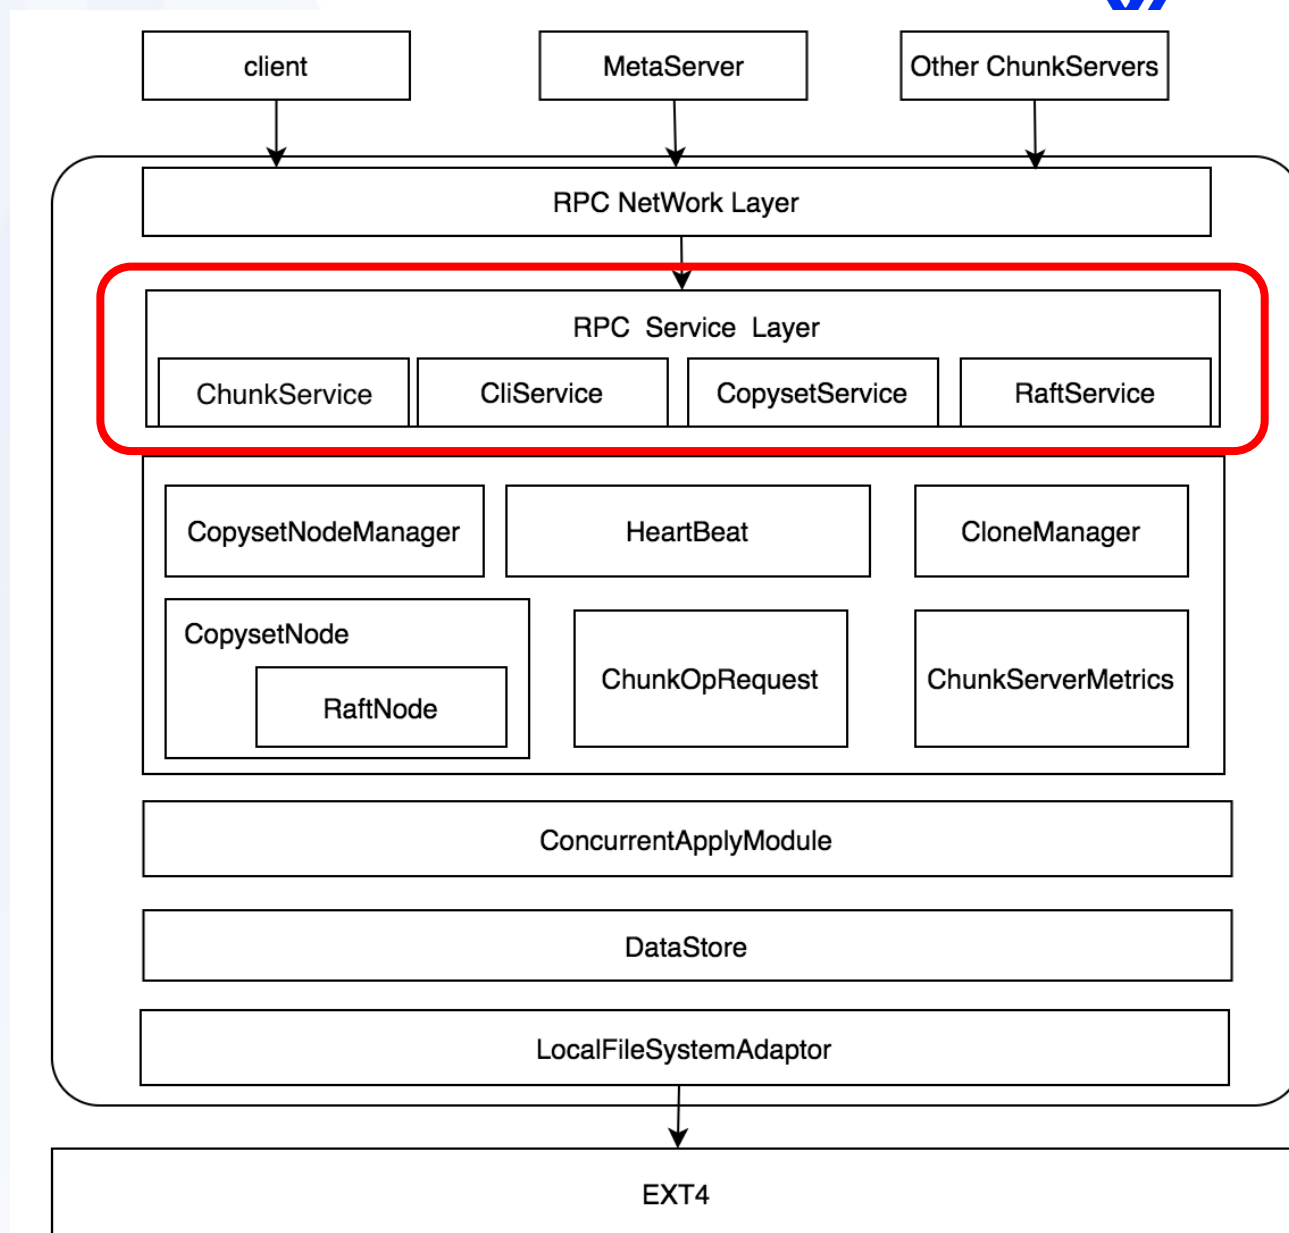 client
MetaServer
Other ChunkServers
RPC NetWork Layer
RPC Service Layer
ChunkService
CliService
CopysetService
RaftService
CopysetNodeManager
HeartBeat
CloneManager
CopysetNode
RaftNode
ChunkOpRequest
ChunkServerMetrics
ConcurrentApplyModule
DataStore
LocalFileSystemAdaptor
EXT4